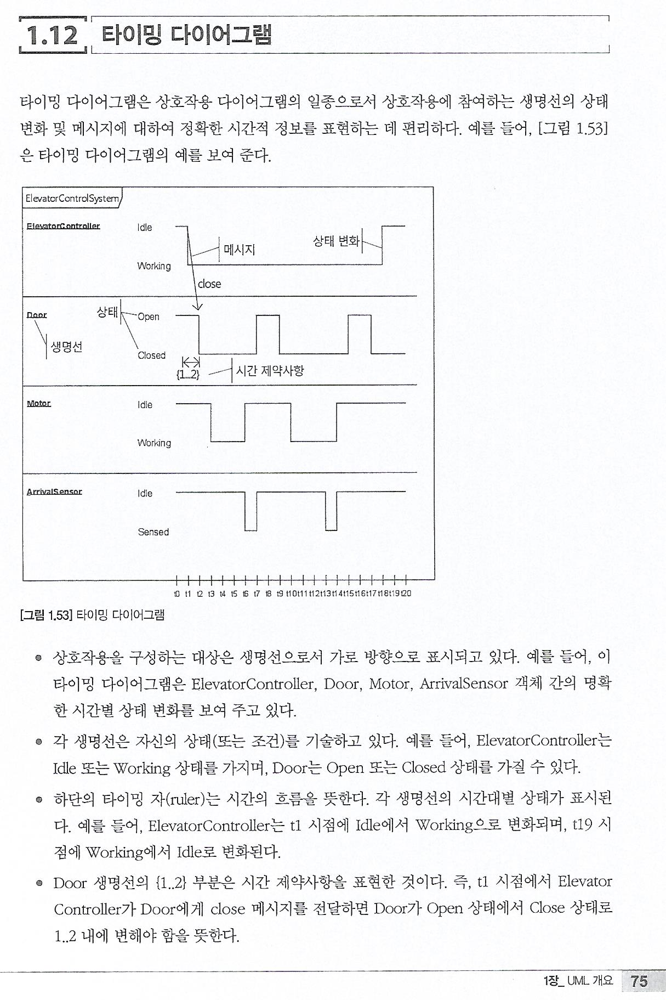 1.12 타이밍 다이어그램
타이밍 다이어그램은 상호작용 다이어그램의 일종으로서 상호작용에 참여하는 생명선의 상태
변화 및 메시지에 대하여 정확한 시간적 정보를 표현하는 데 편리하다. 예를 들어, [그림 1.53]
은 타이밍 다이어그램의 예를 보여 준다.
ElevatorControlSystem
ElevatorController
Idle
메시지
상태 변화
Working
close
Door
상태
Open
생명선
Closed
{1...2}
시간 제약사항
Motor
Idle
Working
ArrivalSensor
Idle
Sensed
t0 t1 t2 t3 t4 t5 t6 t7 t8 t9 t10t11t12t13t14t15t16t17t18t19t20
[그림 1.53] 타이밍 다이어그램
• 상호작용을 구성하는 대상은 생명선으로서 가로 방향으로 표시되고 있다. 예를 들어, 이
타이밍 다이어그램은 ElevatorController, Door, Motor, ArrivalSensor 객체 간의 명확
한 시간별 상태 변화를 보여 주고 있다.
• 각 생명선은 자신의 상태(또는 조건)를 기술하고 있다. 예를 들어, ElevatorController는
Idle 또는 Working 상태를 가지며, Door는 Open 또는 Closed 상태를 가질 수 있다.
• 하단의 타이밍 자(ruler)는 시간의 흐름을 뜻한다. 각 생명선의 시간대별 상태가 표시된
다. 예를 들어, ElevatorController는 t1 시점에 Idle에서 Working으로 변화되며, t19 시
점에 Working에서 Idle로 변화된다.
• Door 생명선의 {1..2} 부분은 시간 제약사항을 표현한 것이다. 즉, t1 시점에서 Elevator
Controller가 Door에게 close 메시지를 전달하면 Door가 Open 상태에서 Close 상태로
1..2 내에 변해야 함을 뜻한다.
1장_ UML 개요 75